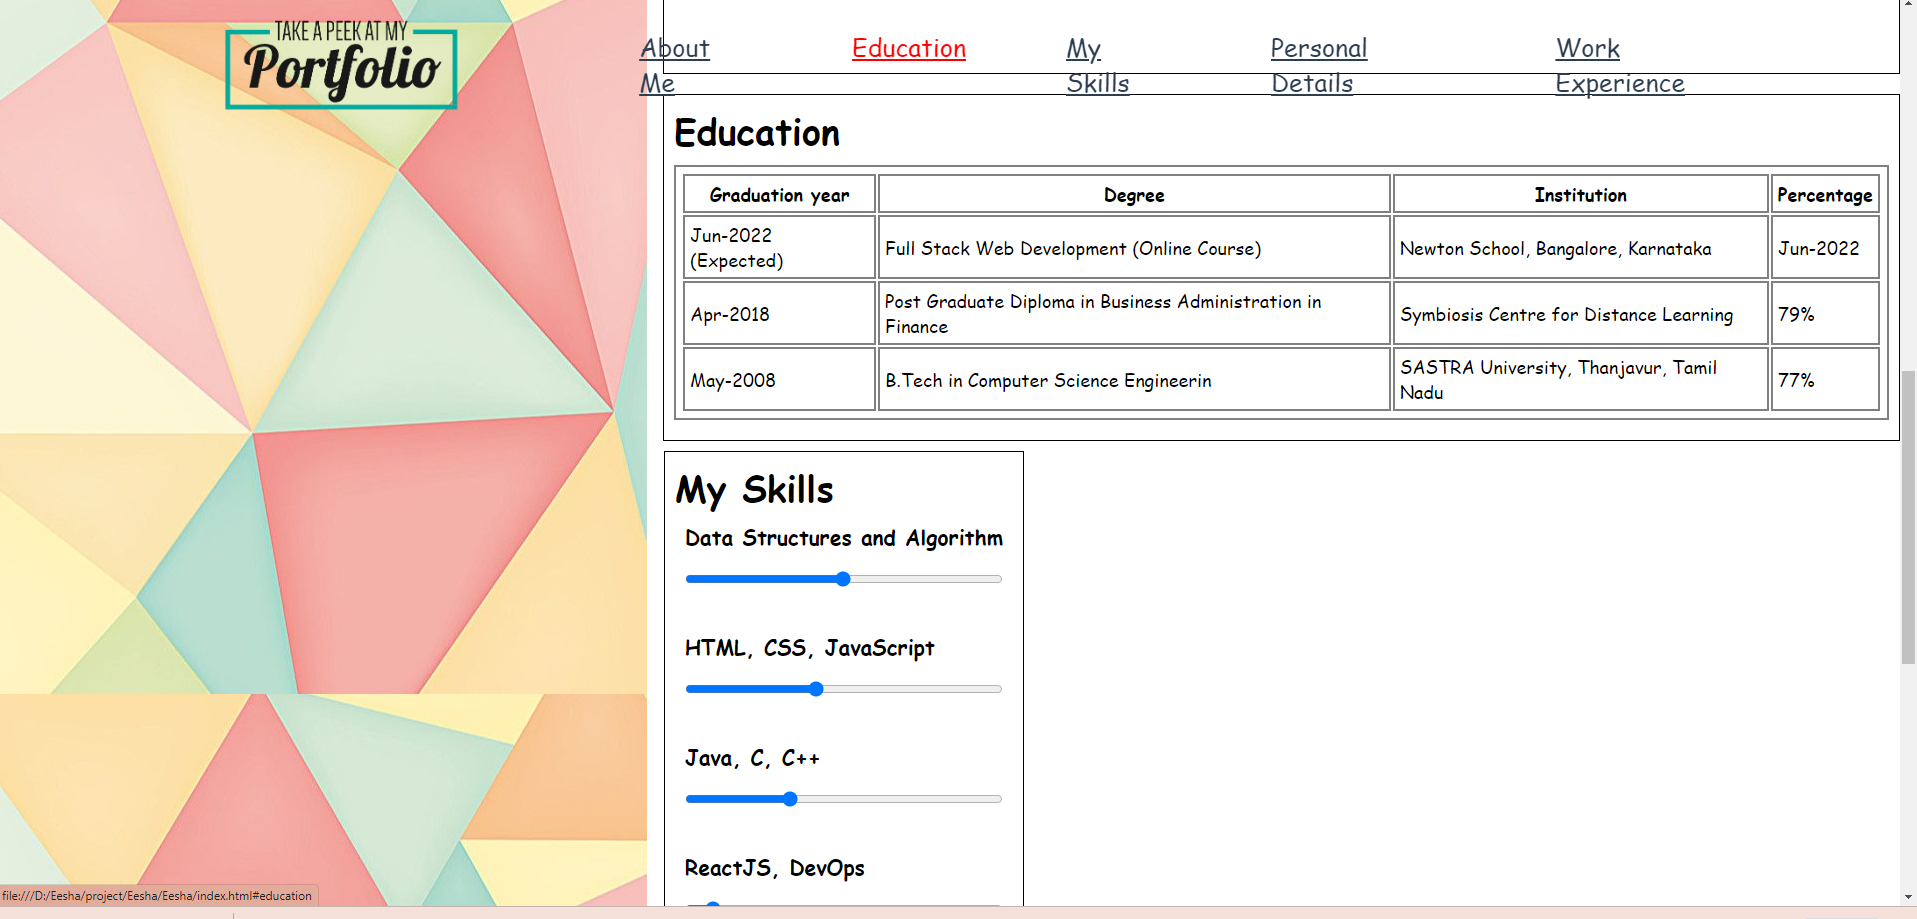 TAKE A PEEK AT MY
Portfolio
About Me
Education
My Skills
Personal Details
Work Experience
Education
Graduation year Degree Institution Percentage
Jun-2022 (Expected) Full Stack Web Development (Online Course) Newton School, Bangalore, Karnataka Jun-2022
Apr-2018 Post Graduate Diploma in Business Administration in Finance Symbiosis Centre for Distance Learning 79%
May-2008 B.Tech in Computer Science Engineerin SASTRA University, Thanjavur, Tamil Nadu 77%
My Skills
Data Structures and Algorithm
HTML, CSS, JavaScript
Java, C, C++
ReactJS, DevOps
file:///D:/Eesha/project/Eesha/Eesha/index.html#education